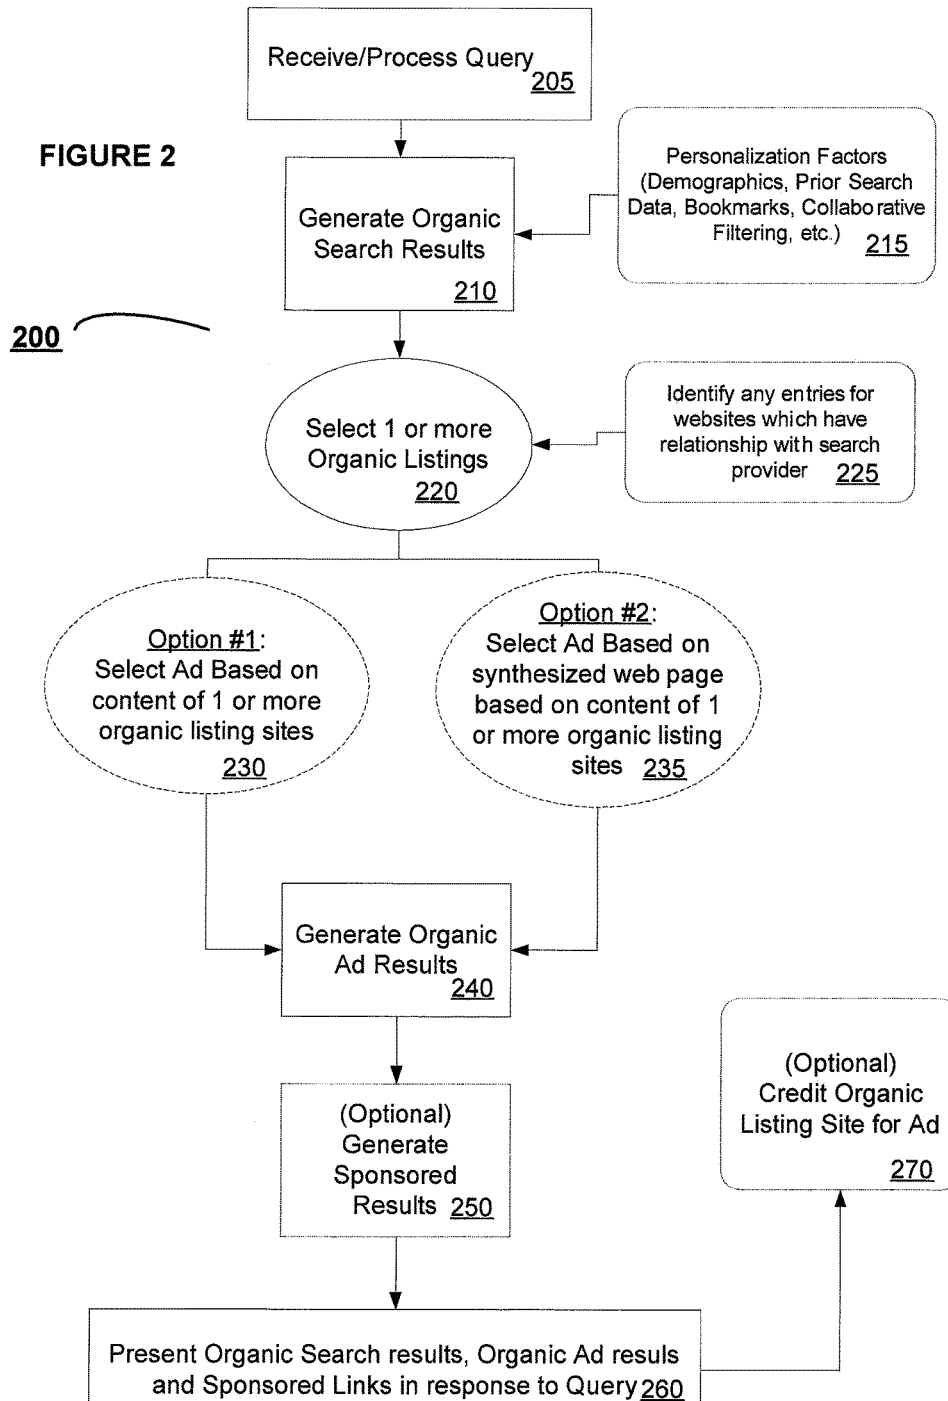 Receive/Process Query
205
FIGURE 2
Personalization Factors
(Demographics, Prior Search
Data, Bookmarks, Collaborative
Filtering, etc.) 215
Generate Organic
Search Results
210
200
Identify any entries for
websites which have
relationship with search
provider 225
Select 1 or more
Organic Listings
220
Option #1:
Select Ad Based on
content of 1 or more
organic listing sites
230
Option #2:
Select Ad Based on
synthesized web page
based on content of 1
or more organic listing
sites 235
Generate Organic
Ad Results
240
(Optional)
Generate
Sponsored
Results 250
(Optional)
Credit Organic
Listing Site for Ad
270
Present Organic Search results, Organic Ad resuls
and Sponsored Links in response to Query 260